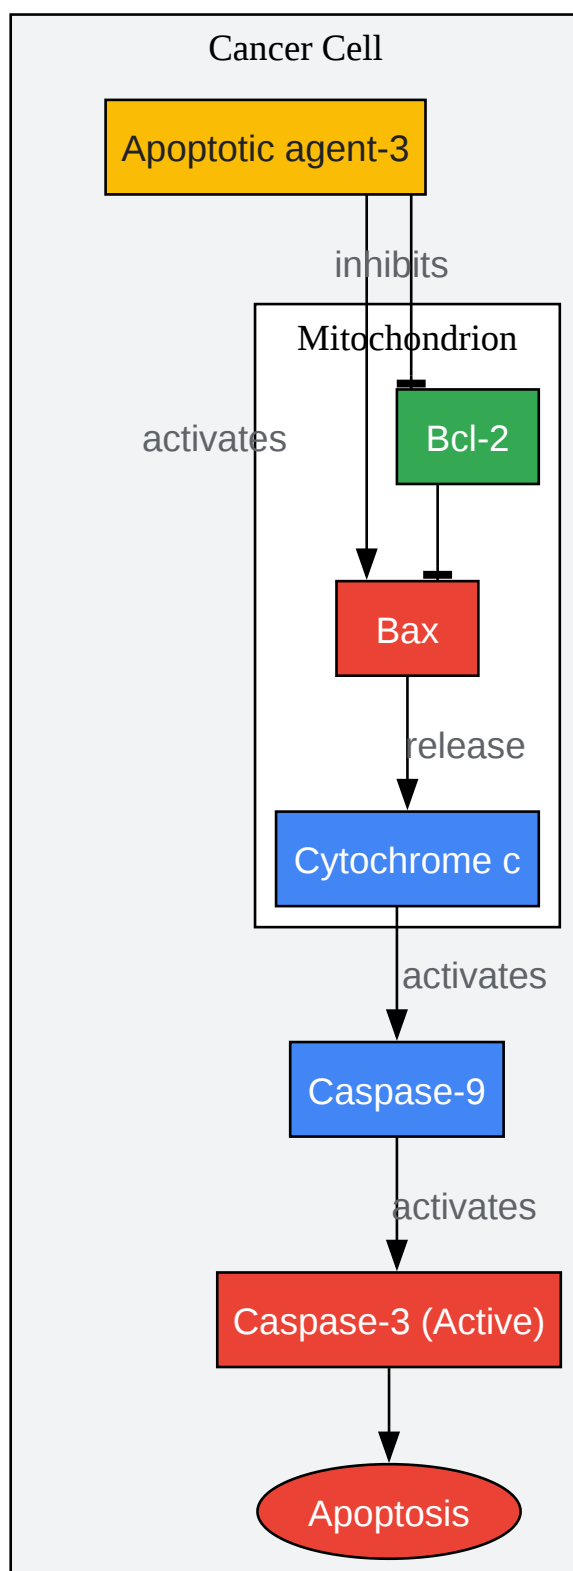 Cancer Cell
Apoptotic agent-3
inhibits
Mitochondrion
activates
Bcl-2
Bax
release
Cytochrome c
activates
Caspase-9
activates
Caspase-3 (Active)
Apoptosis